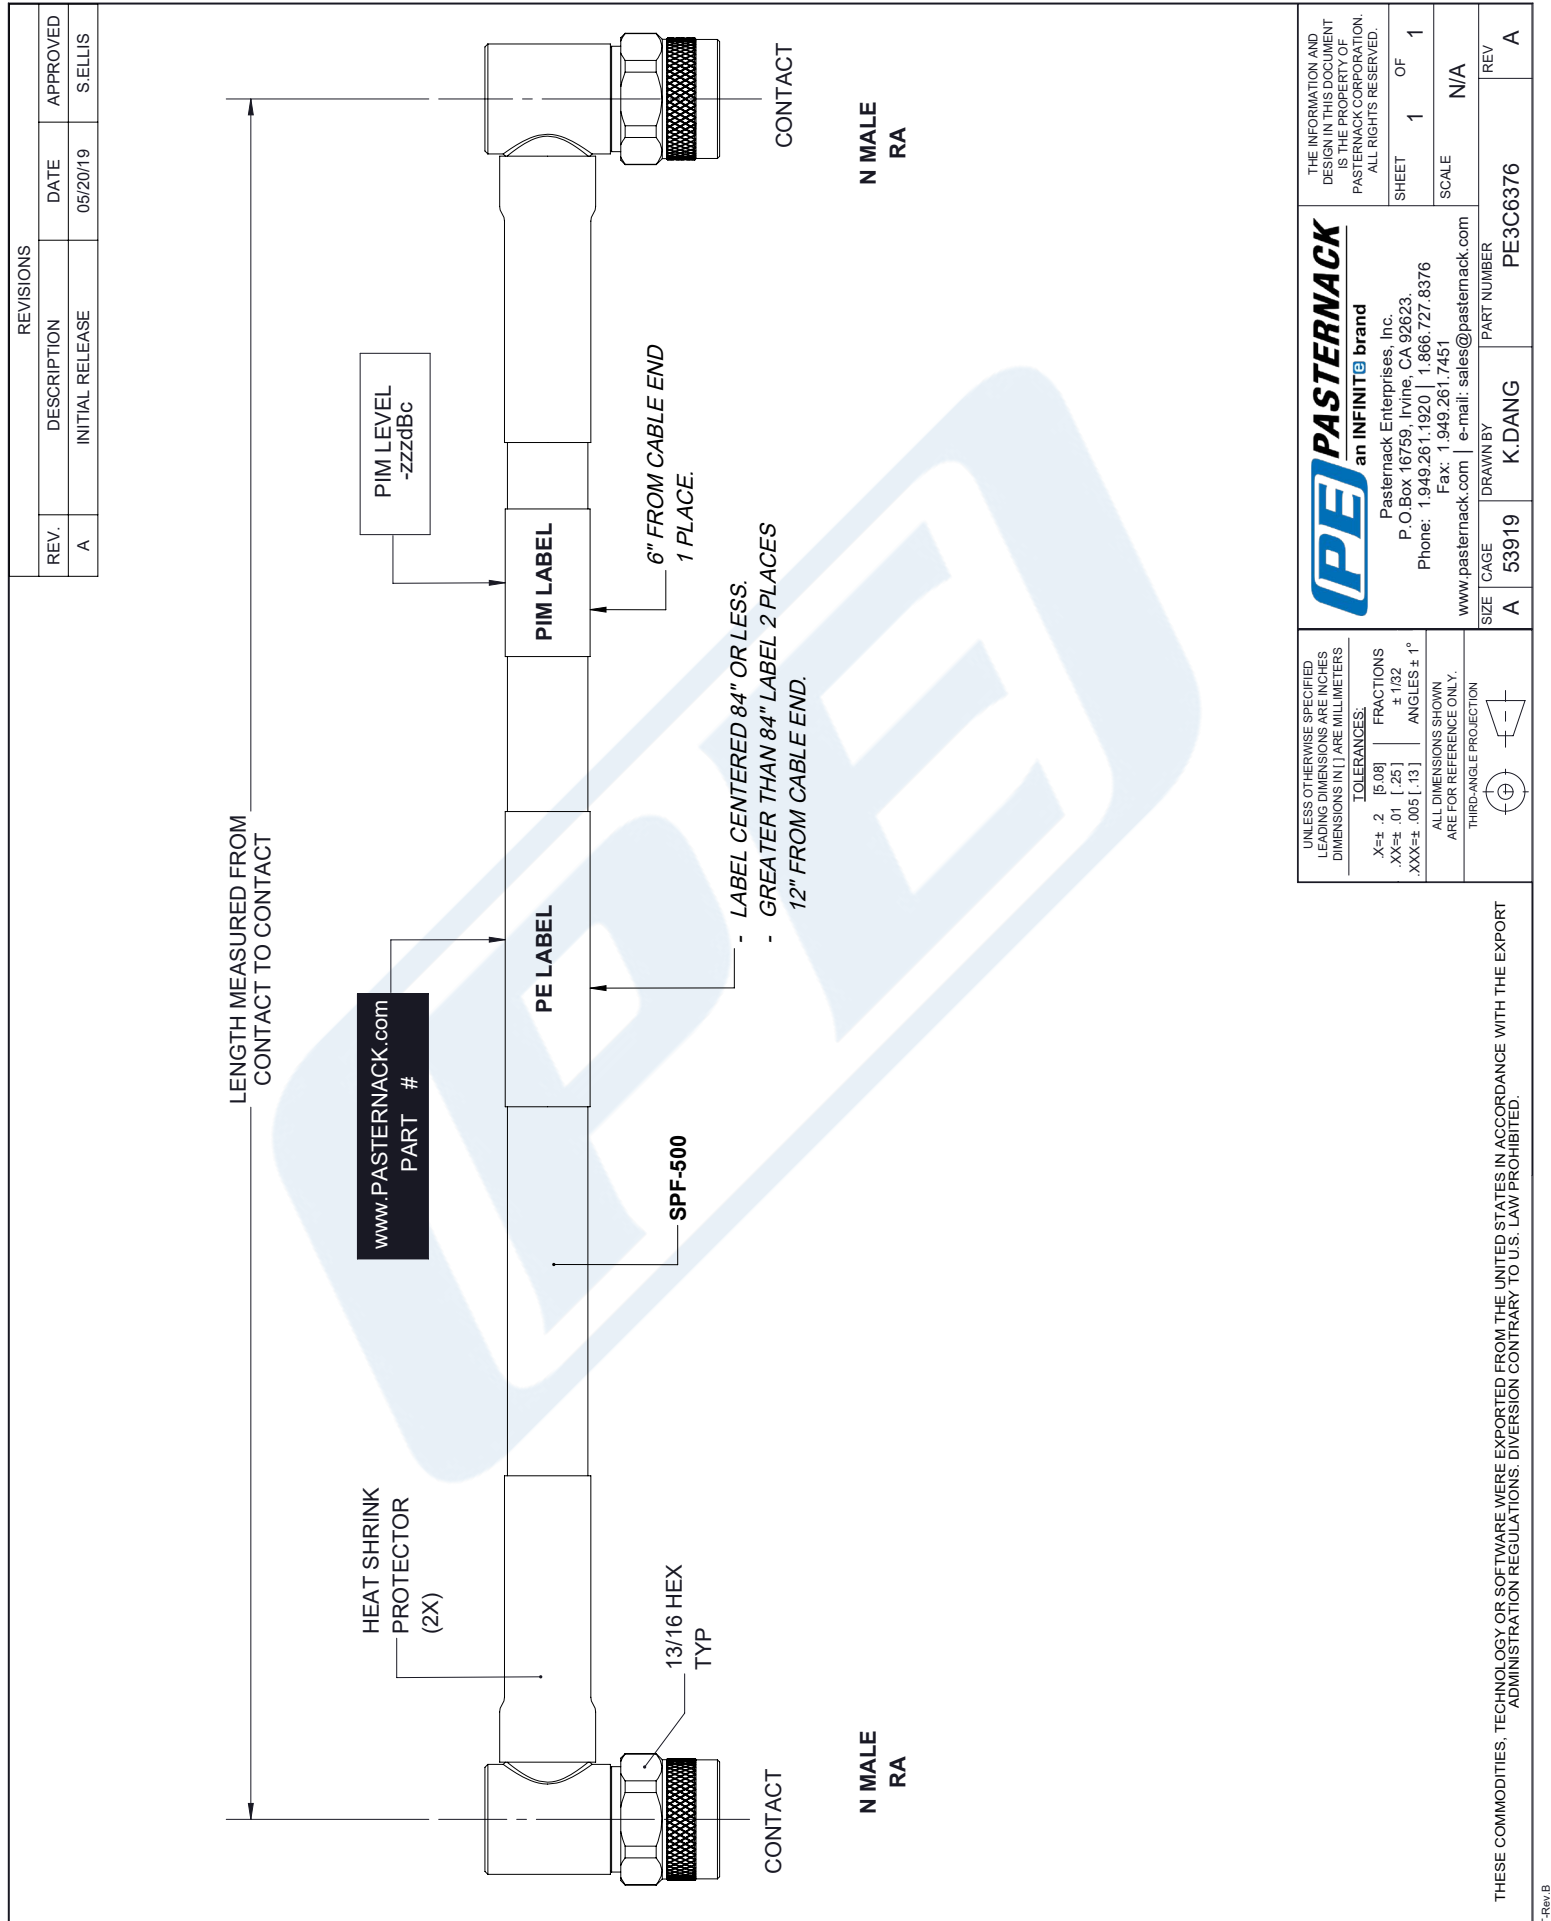 REVISIONS
REV.
DESCRIPTION
DATE
APPROVED
A
INITIAL RELEASE
05/20/19
S.ELLIS
LENGTH MEASURED FROM
CONTACT TO CONTACT
HEAT SHRINK
PROTECTOR
(2X)
www.PASTERNACK.com
PART #
PIM LEVEL
-zzzdBc
PE LABEL
PIM LABEL
13/16 HEX
TYP
SPF-500
- LABEL CENTERED 84" OR LESS.
- GREATER THAN 84" LABEL 2 PLACES
12" FROM CABLE END.
6" FROM CABLE END
1 PLACE.
CONTACT
CONTACT
N MALE
RA
N MALE
RA
UNLESS OTHERWISE SPECIFIED
LEADING DIMENSIONS ARE INCHES
DIMENSIONS IN [ ] ARE MILLIMETERS
TOLERANCES:
.X=± .2 [5.08]
.XX=± .01 [.25]
.XXX=± .005 [.13]
FRACTIONS
± 1/32
ANGLES ± 1°
ALL DIMENSIONS SHOWN
ARE FOR REFERENCE ONLY.
THIRD-ANGLE PROJECTION
PE PASTERNACK
an INFINITe brand
Pasternack Enterprises, Inc.
P.O.Box 16759, Irvine, CA 92623.
Phone: 1.949.261.1920 | 1.866.727.8376
Fax: 1.949.261.7451
www.pasternack.com | e-mail: sales@pasternack.com
THE INFORMATION AND
DESIGN IN THIS DOCUMENT
IS THE PROPERTY OF
PASTERNACK CORPORATION.
ALL RIGHTS RESERVED.
SHEET 1 OF 1
SCALE N/A
SIZE A
CAGE 53919
DRAWN BY K.DANG
PART NUMBER PE3C6376
REV A
THESE COMMODITIES, TECHNOLOGY OR SOFTWARE WERE EXPORTED FROM THE UNITED STATES IN ACCORDANCE WITH THE EXPORT
ADMINISTRATION REGULATIONS. DIVERSION CONTRARY TO U.S. LAW PROHIBITED.
PE